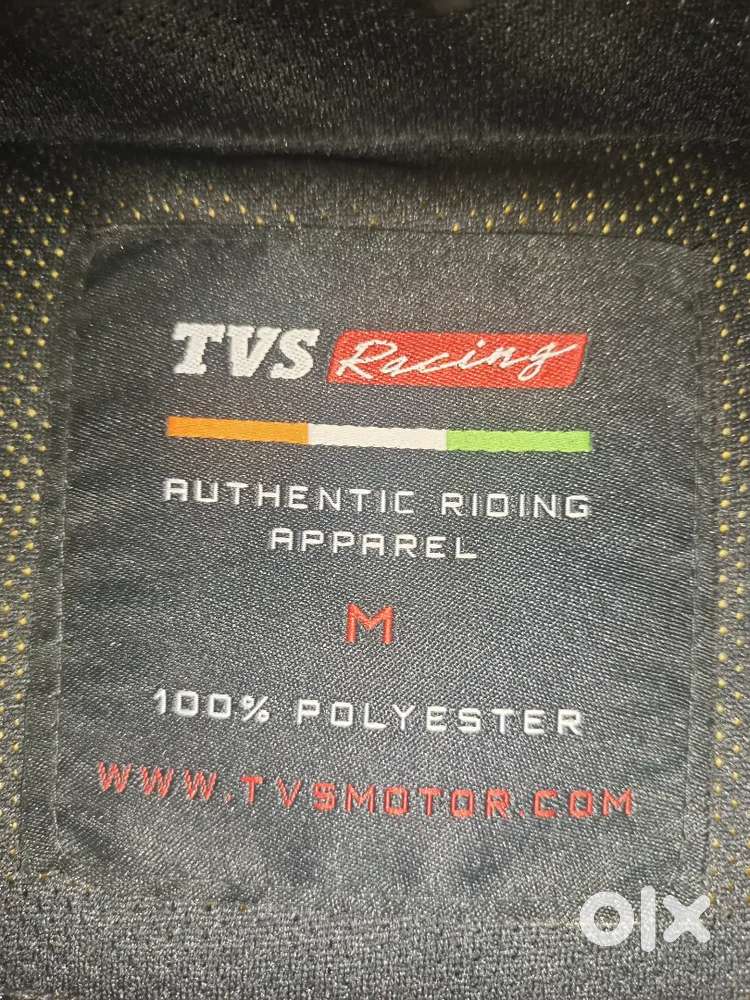 TVS Racing
AUTHENTIC RIDING
APPAREL
M
100% POLYESTER
WWW.TVSMOTOR.COM
olx